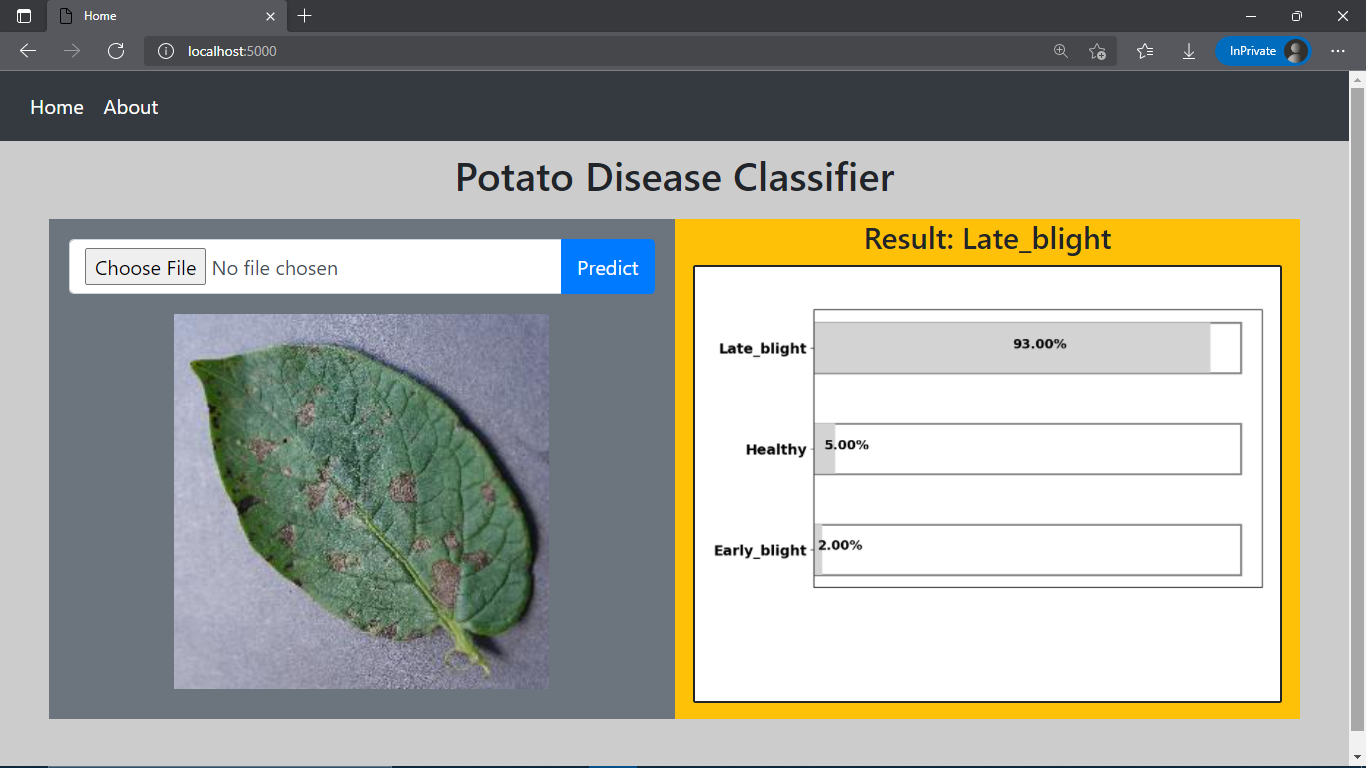 Home
localhost:5000
InPrivate
Home About
Potato Disease Classifier
Choose File No file chosen
Predict
Result: Late_blight
Late_blight 93.00%
Healthy 5.00%
Early_blight 2.00%